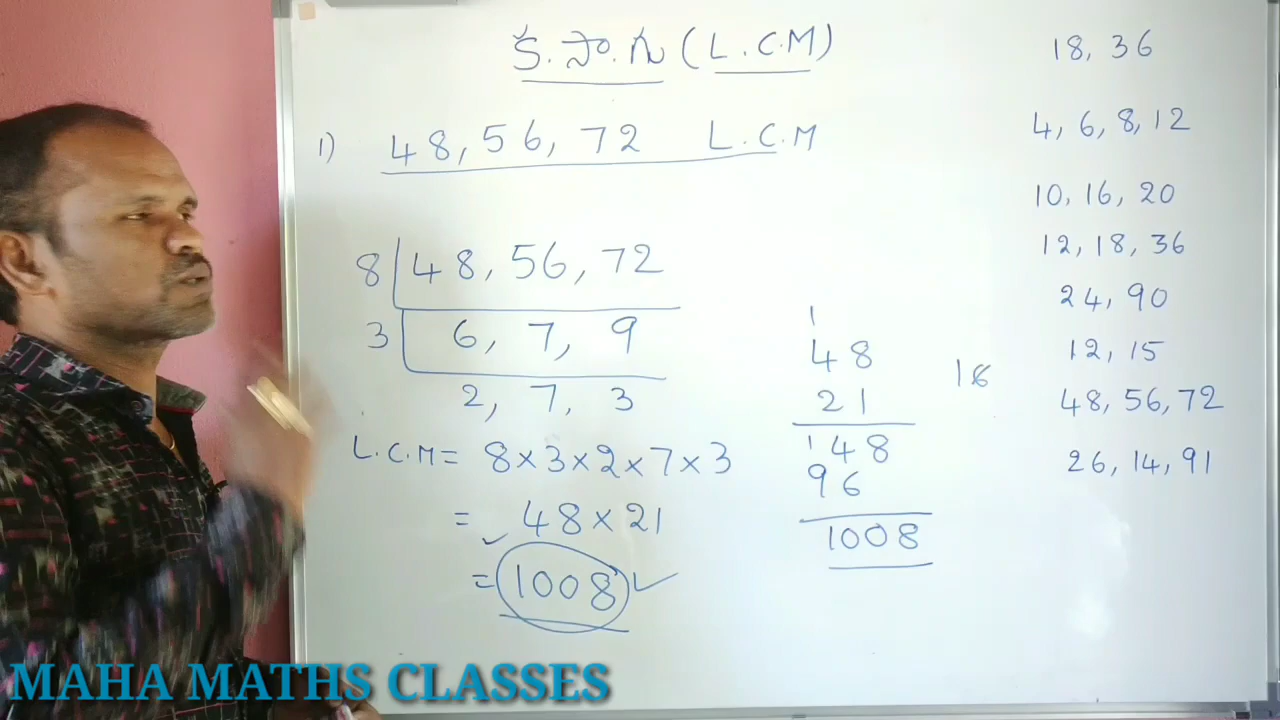 క.సా.గు (L.C.M)
1) 48, 56, 72 L.C.M
8 48, 56, 72
3 6, 7, 9
2, 7, 3
L.C.M = 8×3×2×7×3
= 48×21
= 1008
1
48
21
148
96
1008
18, 36
4, 6, 8, 12
10, 16, 20
12, 18, 36
24, 90
12, 15
48, 56, 72
26, 14, 91
MAHA MATHS CLASSES